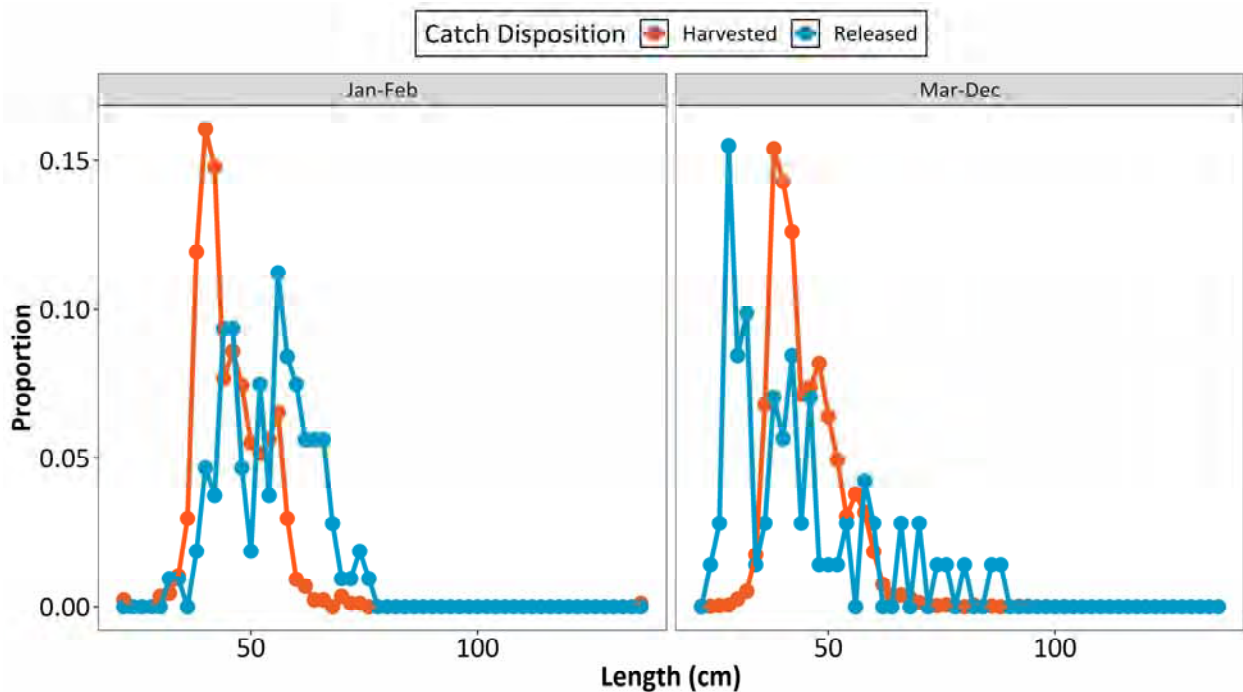 Catch Disposition Harvested Released
Jan-Feb Mar-Dec
Proportion
0.15
0.10
0.05
0.00
50 100 50 100
Length (cm)